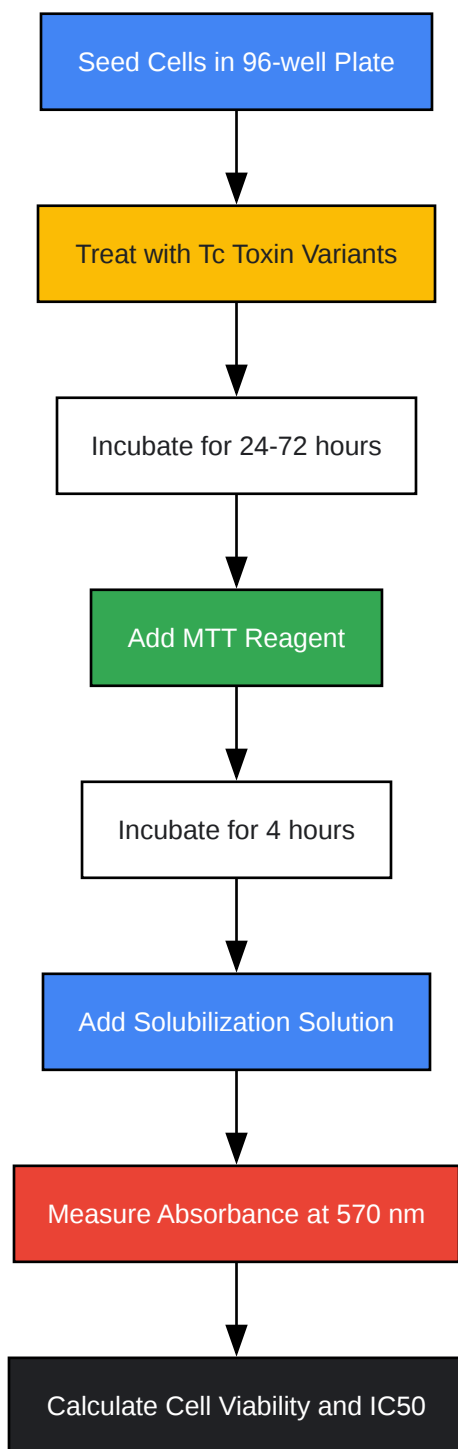 Seed Cells in 96-well Plate
Treat with Tc Toxin Variants
Incubate for 24-72 hours
Add MTT Reagent
Incubate for 4 hours
Add Solubilization Solution
Measure Absorbance at 570 nm
Calculate Cell Viability and IC50